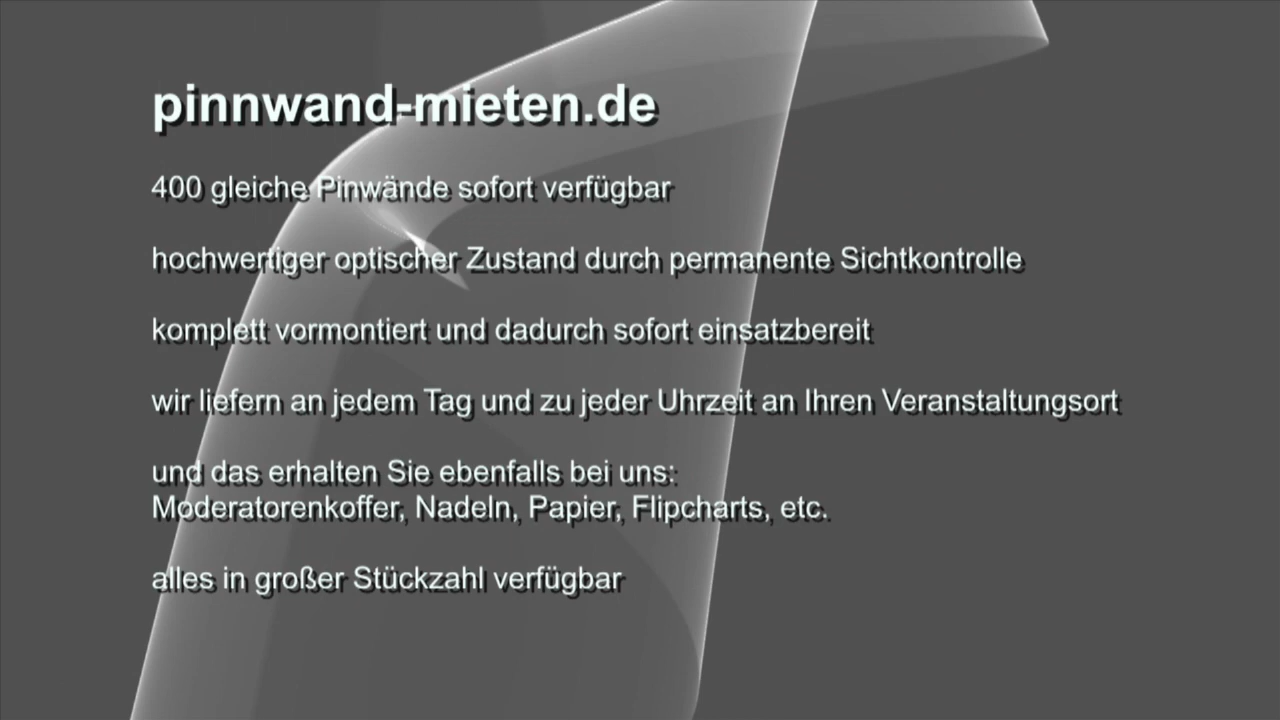 pinnwand-mieten.de
400 gleiche Pinwände sofort verfügbar
hochwertiger optischer Zustand durch permanente Sichtkontrolle
komplett vormontiert und dadurch sofort einsatzbereit
wir liefern an jedem Tag und zu jeder Uhrzeit an Ihren Veranstaltungsort
und das erhalten Sie ebenfalls bei uns:
Moderatorenkoffer, Nadeln, Papier, Flipcharts, etc.
alles in großer Stückzahl verfügbar